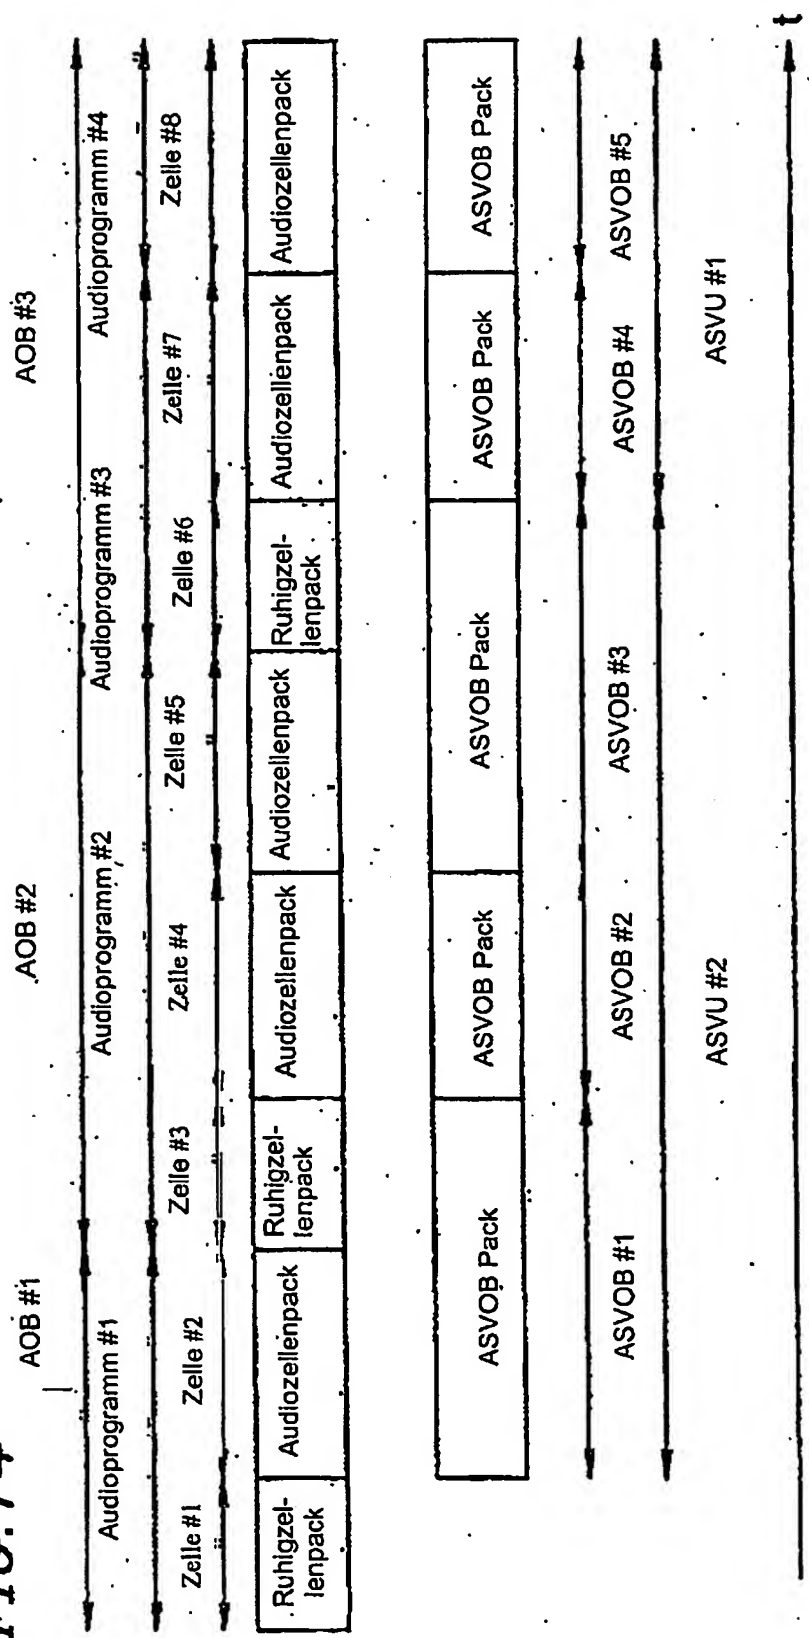 FIG. 74
AOB #1 AOB #2 AOB #3
Audioprogramm #1 Audioprogramm #2 Audioprogramm #3 Audioprogramm #4
Zelle #1 Zelle #2 Zelle #3 Zelle #4 Zelle #5 Zelle #6 Zelle #7 Zelle #8
Ruhigzel-
lenpack
Audiozellenpack
Ruhigzel-
lenpack
Audiozellenpack
Audiozellenpack
Ruhigzel-
lenpack
Audiozellenpack
Audiozellenpack
ASVOB Pack ASVOB Pack ASVOB Pack ASVOB Pack ASVOB Pack
ASVOB #1 ASVOB #2 ASVOB #3 ASVOB #4 ASVOB #5
ASVU #2 ASVU #1
t